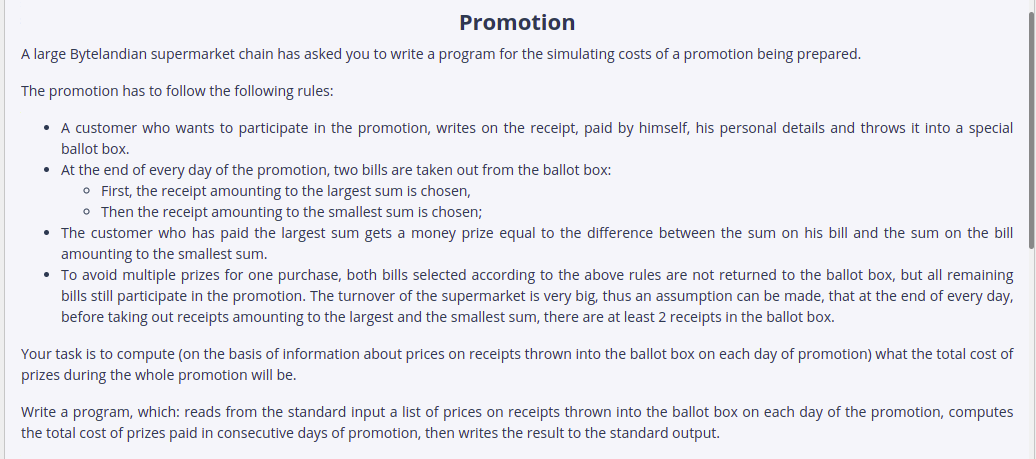 Promotion
A large Bytelandian supermarket chain has asked you to write a program for the simulating costs of a promotion being prepared.
The promotion has to follow the following rules:
• A customer who wants to participate in the promotion, writes on the receipt, paid by himself, his personal details and throws it into a special
ballot box.
• At the end of every day of the promotion, two bills are taken out from the ballot box:
◦ First, the receipt amounting to the largest sum is chosen,
◦ Then the receipt amounting to the smallest sum is chosen;
• The customer who has paid the largest sum gets a money prize equal to the difference between the sum on his bill and the sum on the bill
amounting to the smallest sum.
• To avoid multiple prizes for one purchase, both bills selected according to the above rules are not returned to the ballot box, but all remaining
bills still participate in the promotion. The turnover of the supermarket is very big, thus an assumption can be made, that at the end of every day,
before taking out receipts amounting to the largest and the smallest sum, there are at least 2 receipts in the ballot box.
Your task is to compute (on the basis of information about prices on receipts thrown into the ballot box on each day of promotion) what the total cost of
prizes during the whole promotion will be.
Write a program, which: reads from the standard input a list of prices on receipts thrown into the ballot box on each day of the promotion, computes
the total cost of prizes paid in consecutive days of promotion, then writes the result to the standard output.